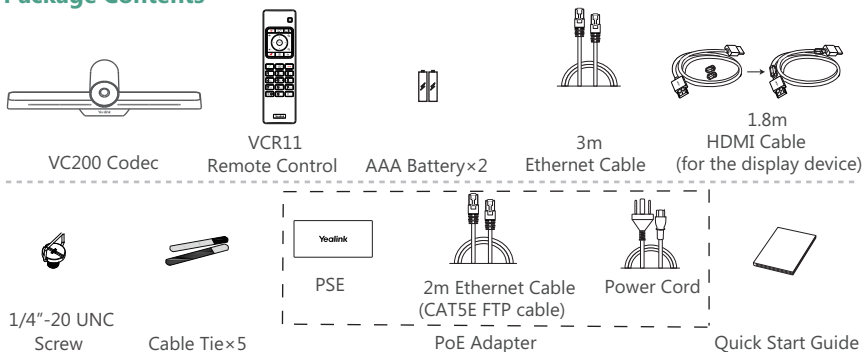 Package Contents
VC200 Codec
VCR11
Remote Control
AAA Battery×2
3m
Ethernet Cable
1.8m
HDMI Cable
(for the display device)
1/4"-20 UNC
Screw
Cable Tie×5
Yealink
PSE
2m Ethernet Cable
(CAT5E FTP cable)
Power Cord
PoE Adapter
Quick Start Guide